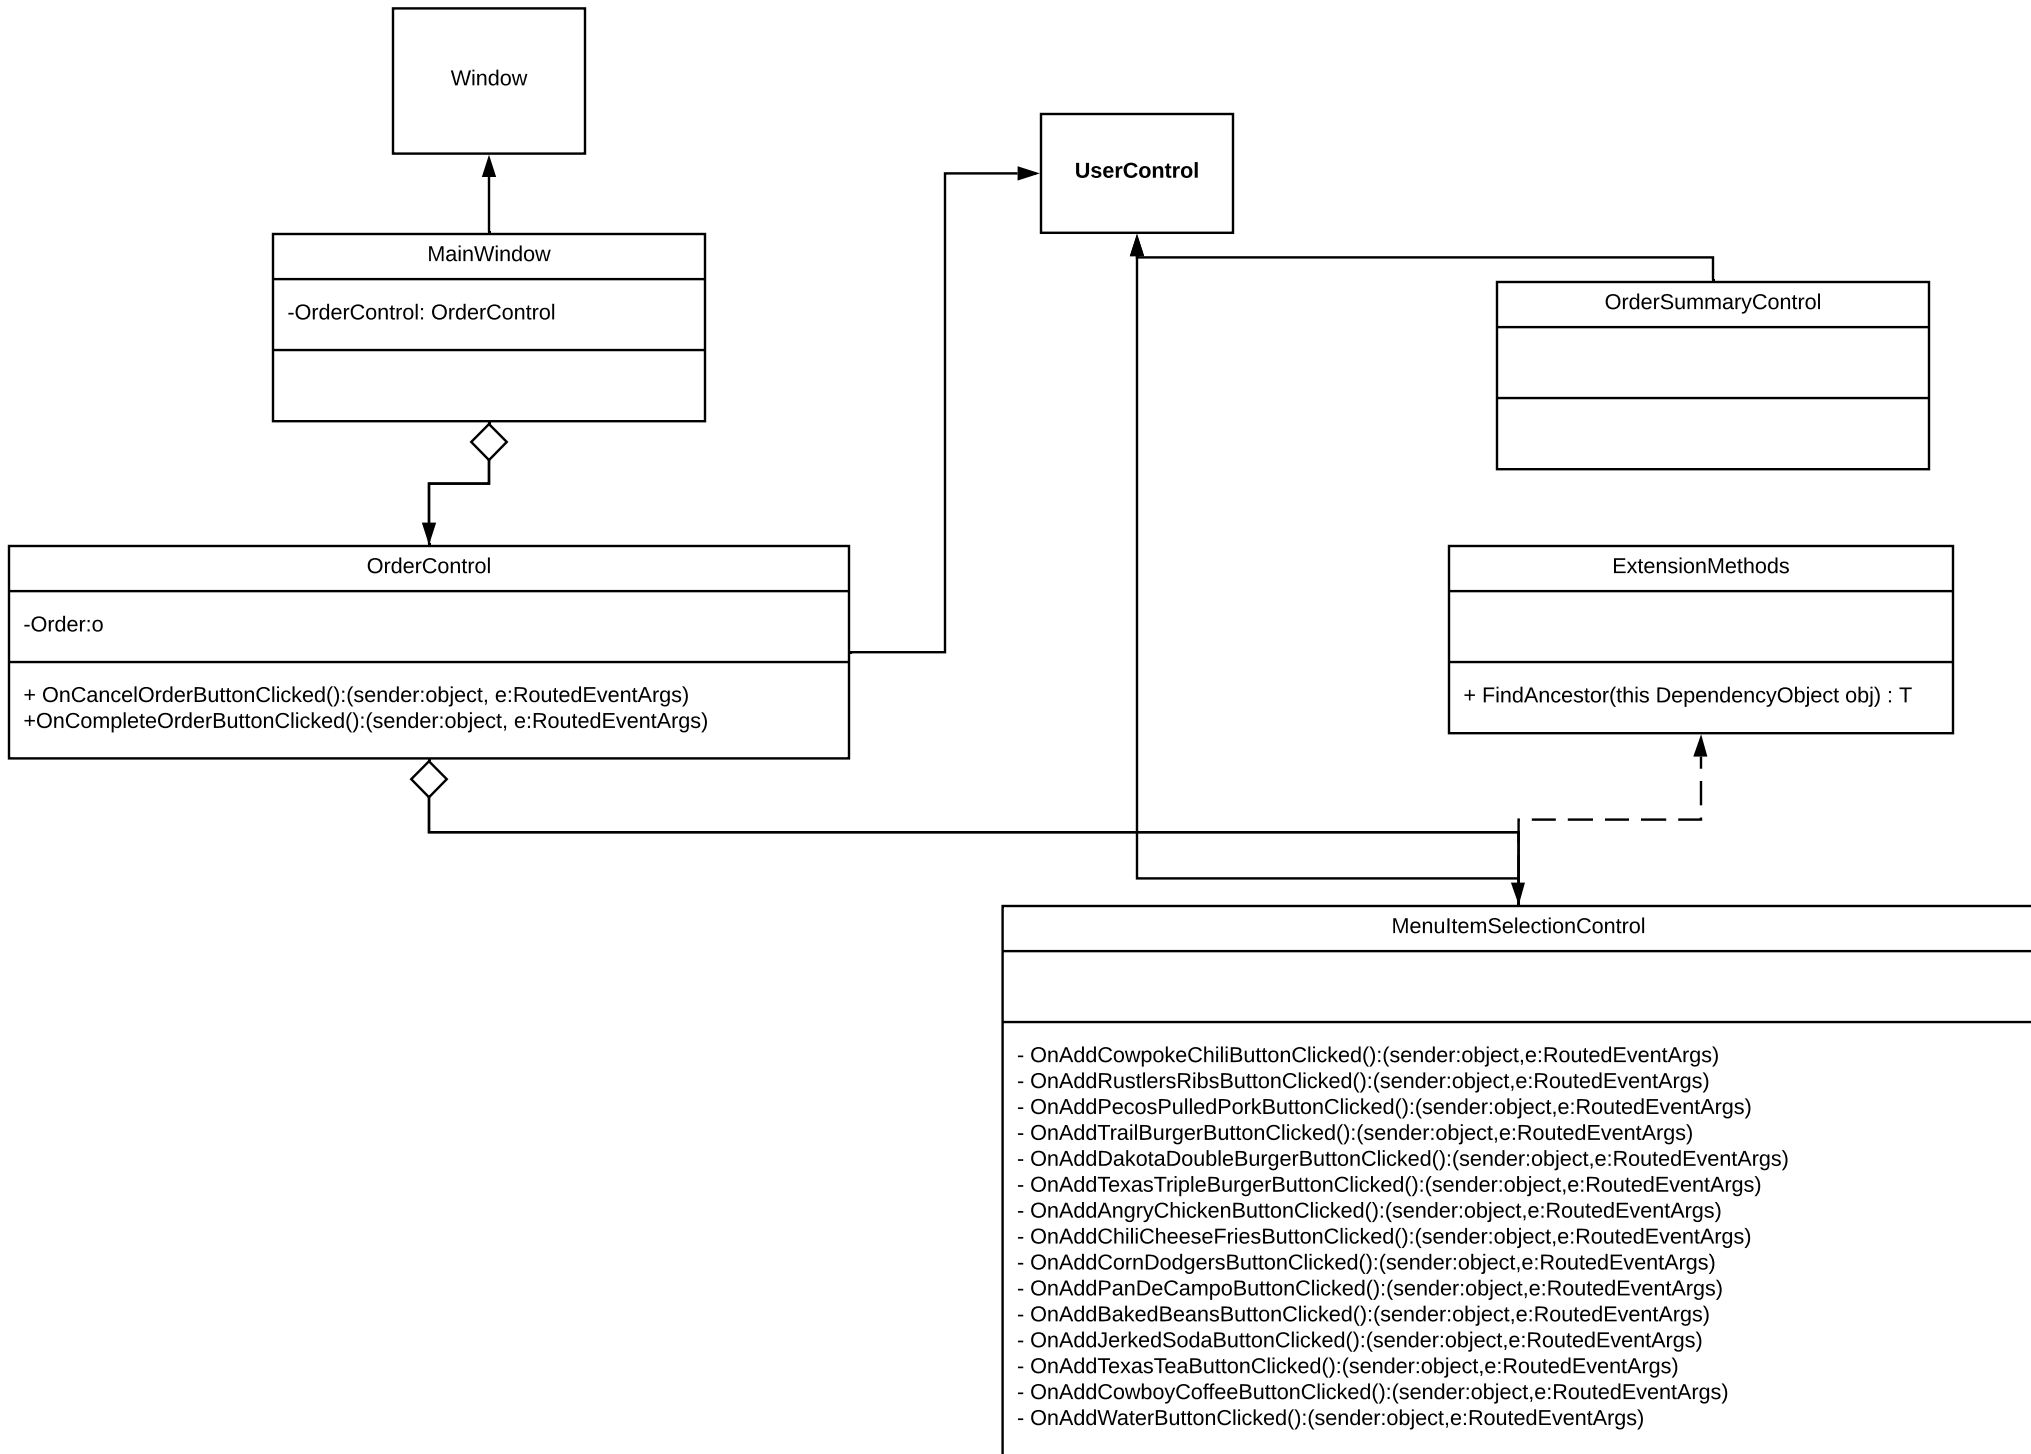 Window
UserControl
MainWindow
-OrderControl: OrderControl
OrderSummaryControl
OrderControl
-Order:o
+ OnCancelOrderButtonClicked():(sender:object, e:RoutedEventArgs)
+OnCompleteOrderButtonClicked():(sender:object, e:RoutedEventArgs)
ExtensionMethods
+ FindAncestor(this DependencyObject obj) : T
MenuItemSelectionControl
- OnAddCowpokeChiliButtonClicked():(sender:object,e:RoutedEventArgs)
- OnAddRustlersRibsButtonClicked():(sender:object,e:RoutedEventArgs)
- OnAddPecosPulledPorkButtonClicked():(sender:object,e:RoutedEventArgs)
- OnAddTrailBurgerButtonClicked():(sender:object,e:RoutedEventArgs)
- OnAddDakotaDoubleBurgerButtonClicked():(sender:object,e:RoutedEventArgs)
- OnAddTexasTripleBurgerButtonClicked():(sender:object,e:RoutedEventArgs)
- OnAddAngryChickenButtonClicked():(sender:object,e:RoutedEventArgs)
- OnAddChiliCheeseFriesButtonClicked():(sender:object,e:RoutedEventArgs)
- OnAddCornDodgersButtonClicked():(sender:object,e:RoutedEventArgs)
- OnAddPanDeCampoButtonClicked():(sender:object,e:RoutedEventArgs)
- OnAddBakedBeansButtonClicked():(sender:object,e:RoutedEventArgs)
- OnAddJerkedSodaButtonClicked():(sender:object,e:RoutedEventArgs)
- OnAddTexasTeaButtonClicked():(sender:object,e:RoutedEventArgs)
- OnAddCowboyCoffeeButtonClicked():(sender:object,e:RoutedEventArgs)
- OnAddWaterButtonClicked():(sender:object,e:RoutedEventArgs)